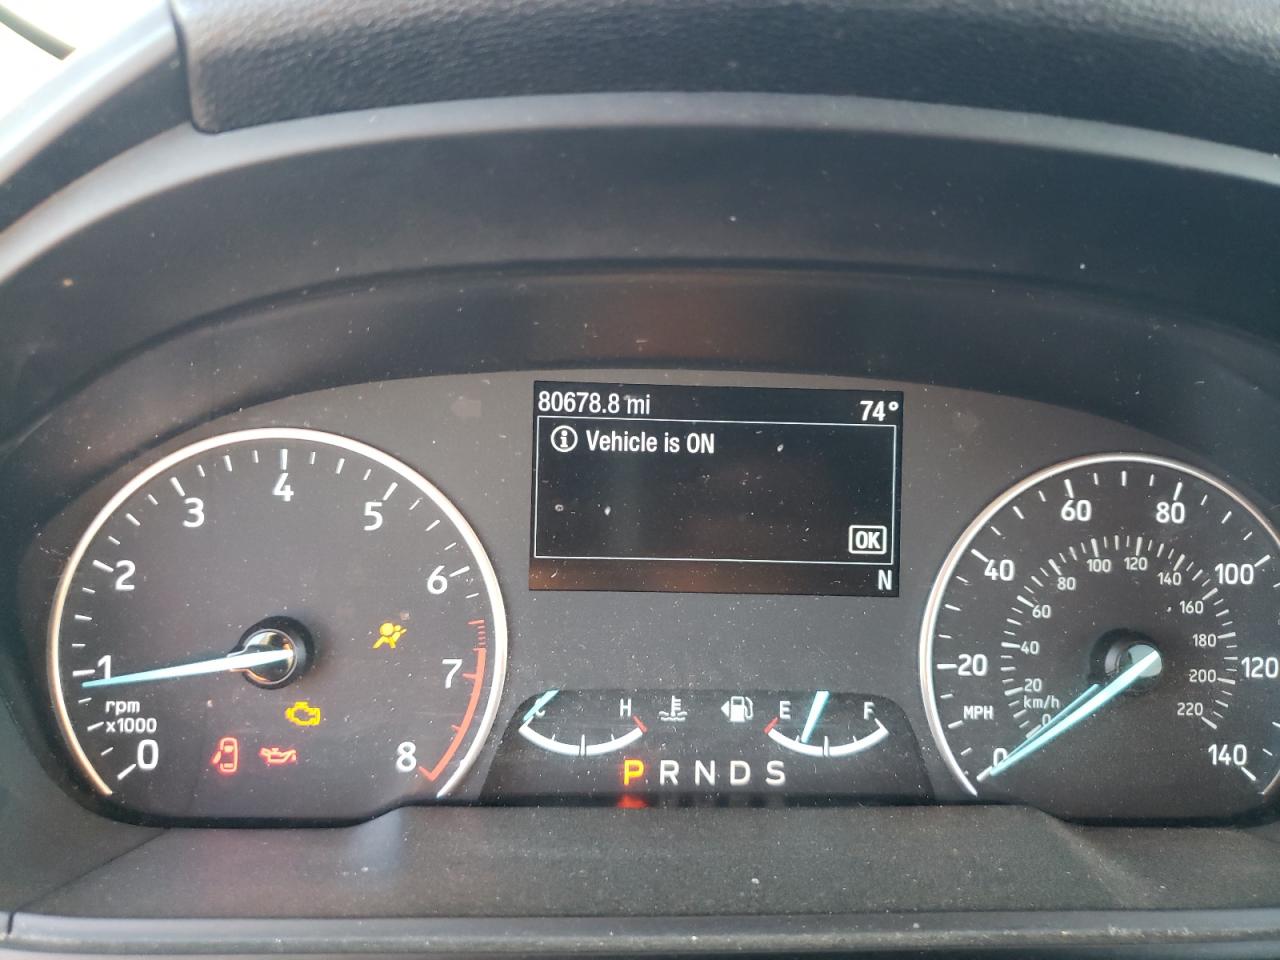 80678.8 mi 74°
Vehicle is ON
OK
N
0 1 2 3 4 5 6 7 8
rpm
x1000
C H
E F
P R N D S
0 20 40 60 80 100 120 140
MPH
km/h
0 20 40 60 80 100 120 140 160 180 200 220